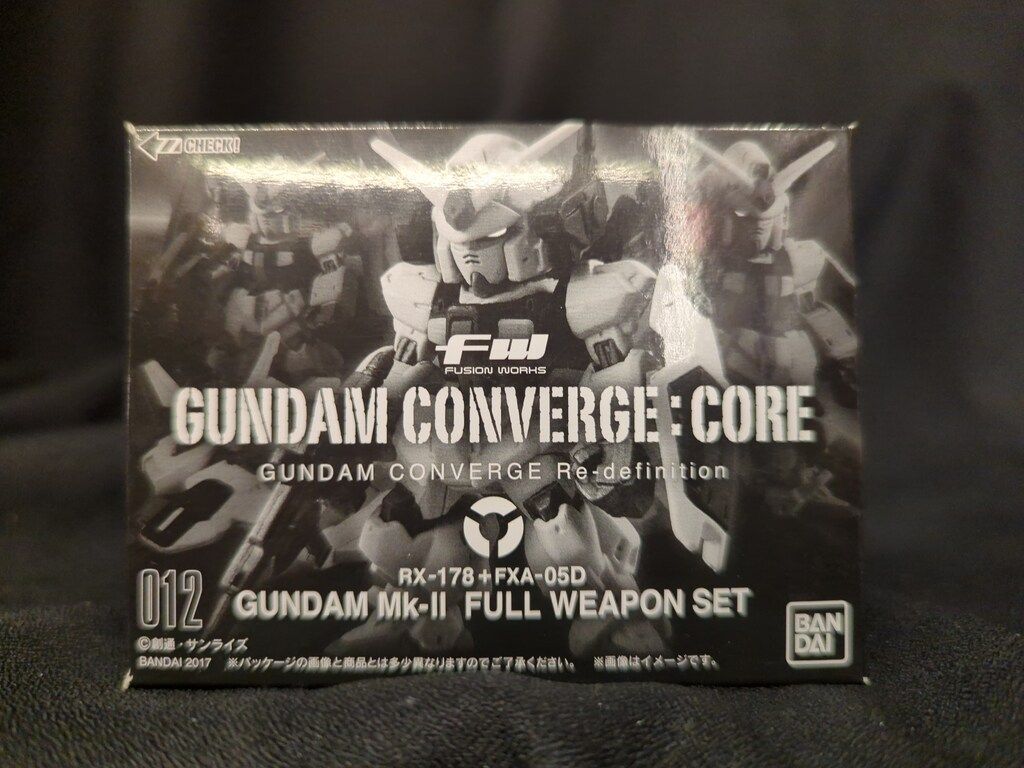 CHECK!
FW
FUSION WORKS
GUNDAM CONVERGE:CORE
GUNDAM CONVERGE Re-definition
RX-178+FXA-05D
012
GUNDAM Mk-II FULL WEAPON SET
©創通・サンライズ
BANDAI 2017 ※パッケージの画像と商品とは多少異なりますのでご了承ください。 ※画像はイメージです。
BAN
DAI